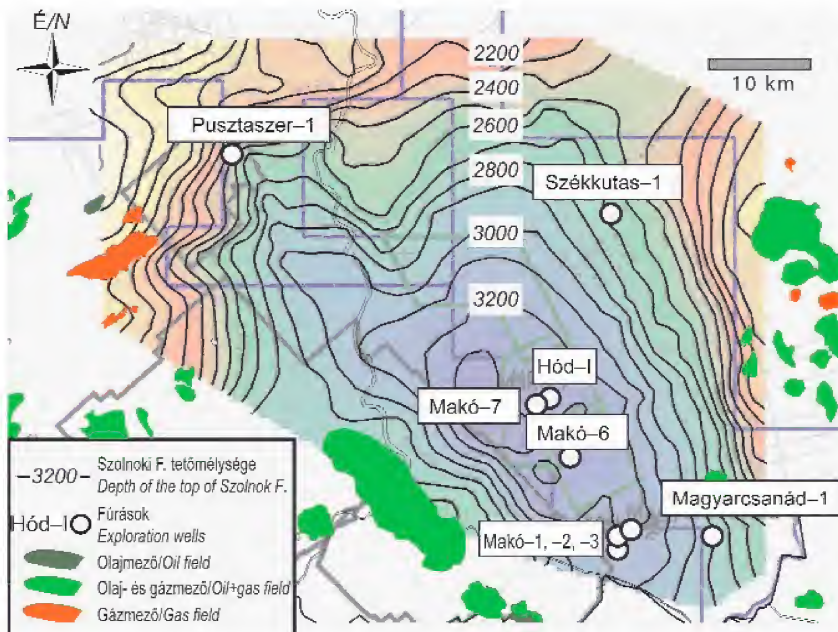 É/N
2200
10 km
2400
Pusztaszer–1
2600
2800
Székkutas–1
3000
3200
Hód–I
Makó–7
Makó–6
Magyarcsanád–1
Makó–1, –2, –3
–3200– Szolnoki F. tetőmélysége
Depth of the top of Szolnok F.
Hód–I Fúrások
Exploration wells
Olajmező/Oil field
Olaj- és gázmező/Oil+gas field
Gázmező/Gas field